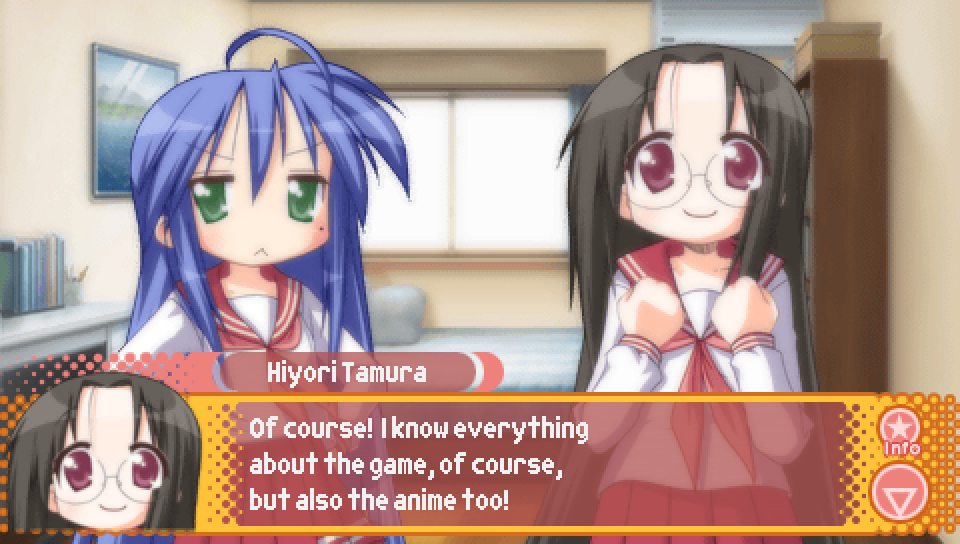 Hiyori Tamura
Of course! I know everything
about the game, of course,
but also the anime too!
Info